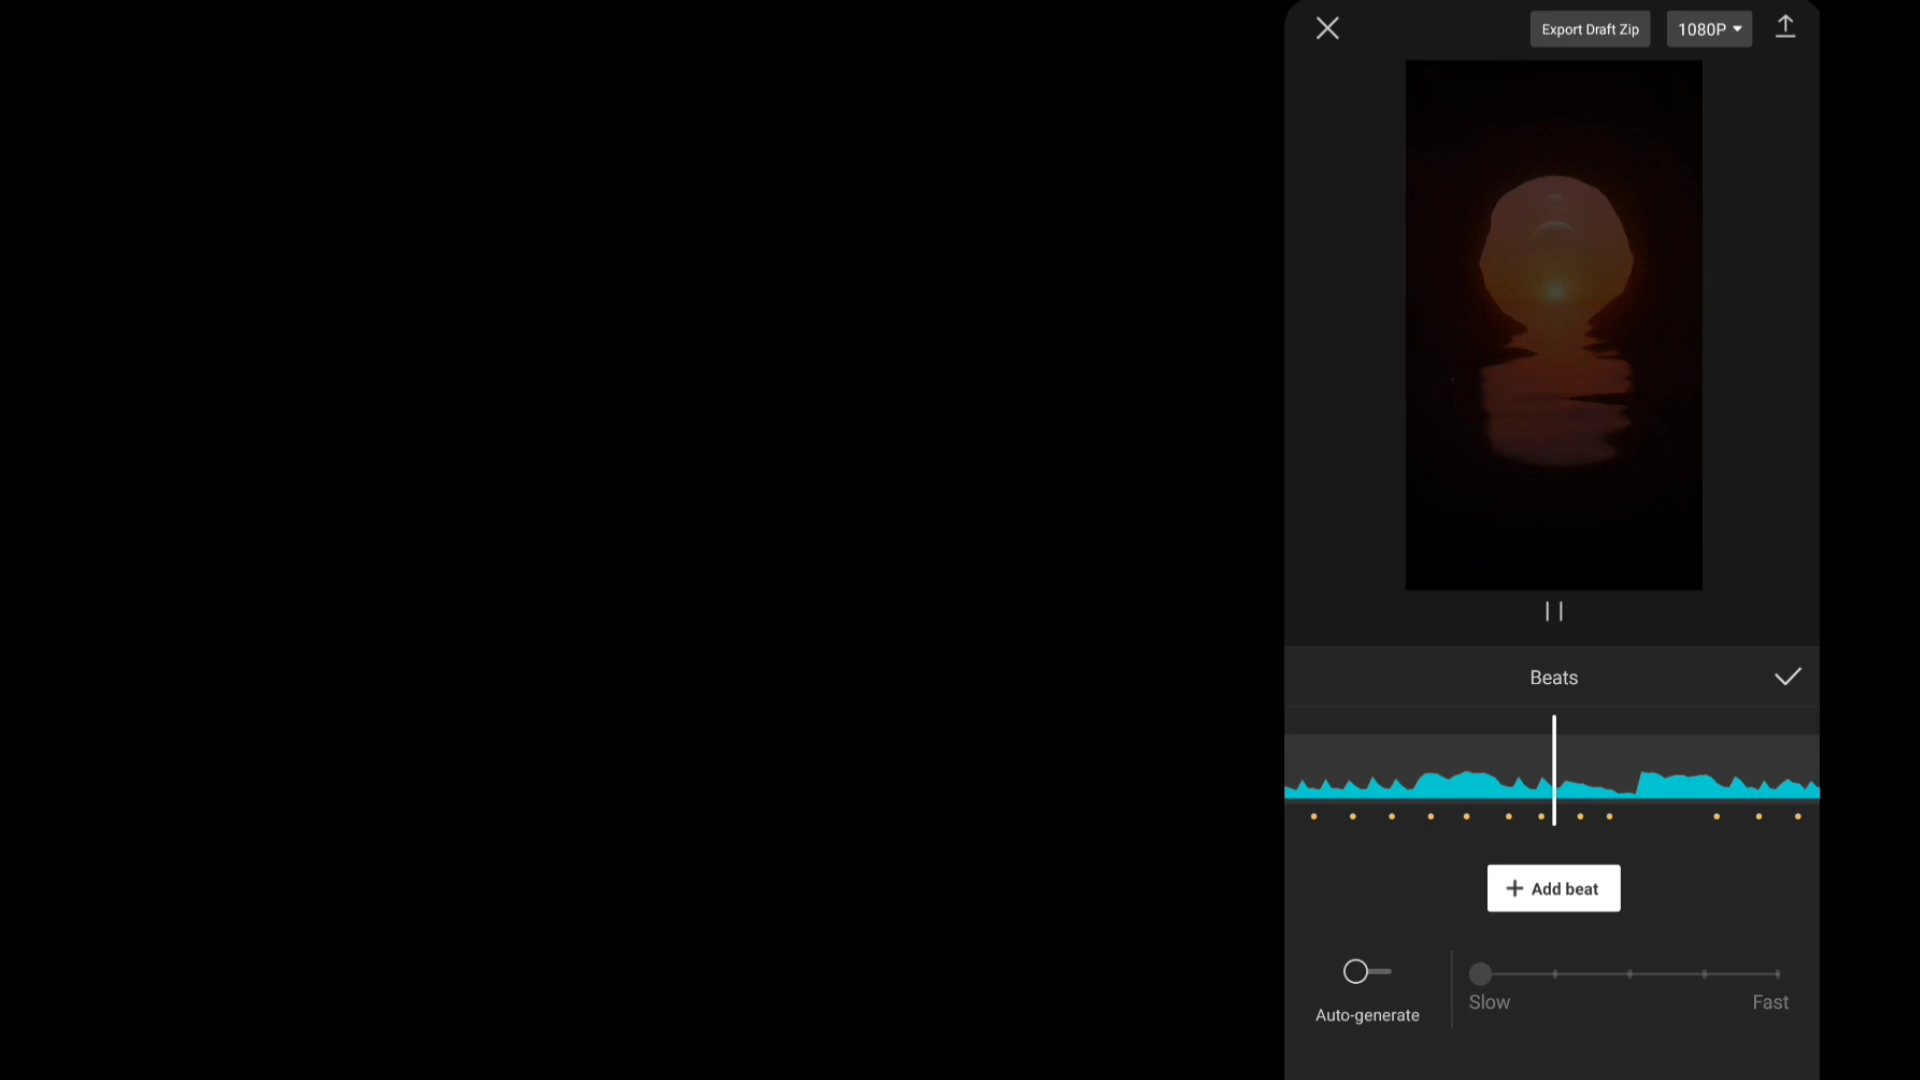 Export Draft Zip
1080P
Beats
Add beat
Auto-generate
Slow
Fast